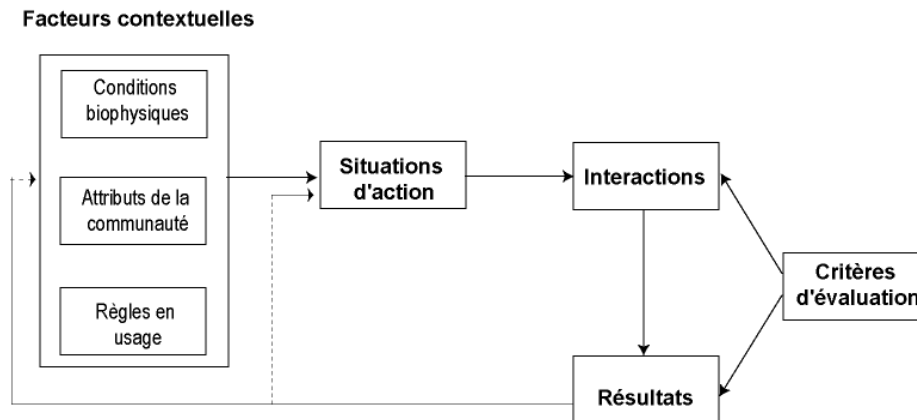 Facteurs contextuelles
Conditions
biophysiques
Attributs de la
communauté
Règles en
usage
Situations
d'action
Interactions
Résultats
Critères
d'évaluation